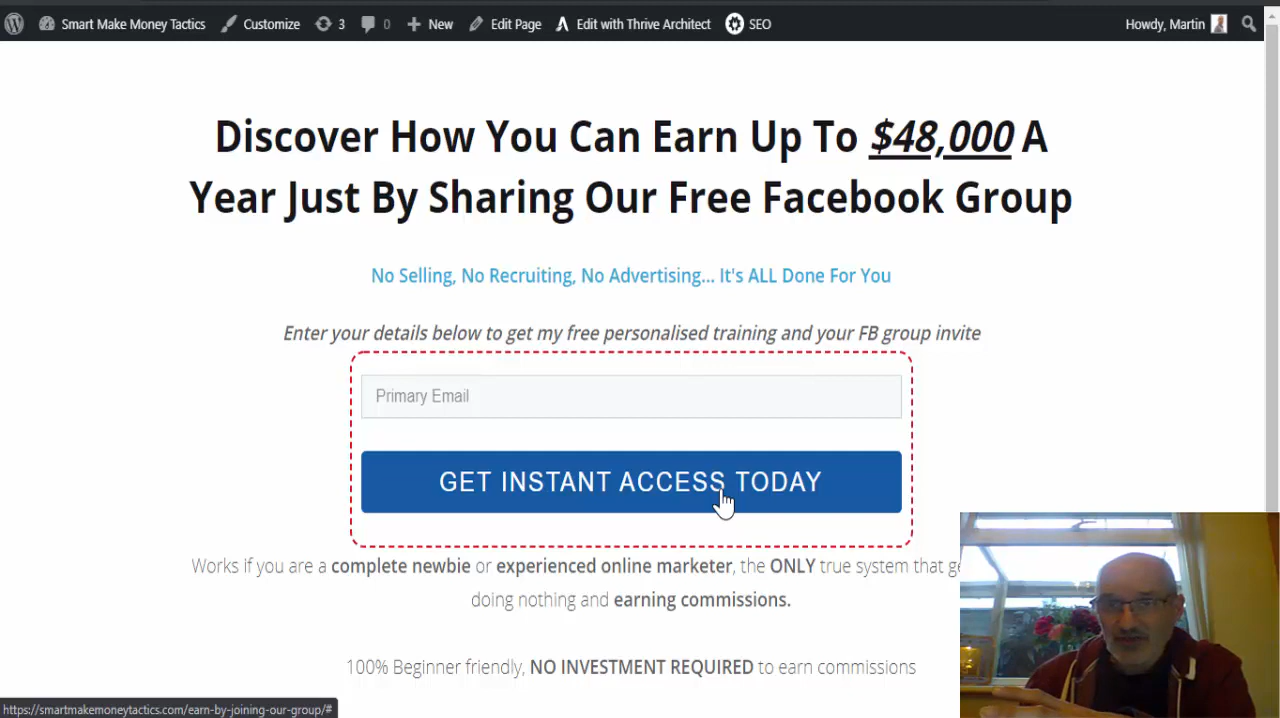 Smart Make Money Tactics Customize 3 0 New Edit Page Edit with Thrive Architect SEO Howdy, Martin
Discover How You Can Earn Up To $48,000 A
Year Just By Sharing Our Free Facebook Group
No Selling, No Recruiting, No Advertising... It's ALL Done For You
Enter your details below to get my free personalised training and your FB group invite
Primary Email
GET INSTANT ACCESS TODAY
Works if you are a complete newbie or experienced online marketer, the ONLY true system that
doing nothing and earning commissions.
100% Beginner friendly, NO INVESTMENT REQUIRED to earn commissions
https://smartmakemoneytactics.com/earn-by-joining-our-group/#